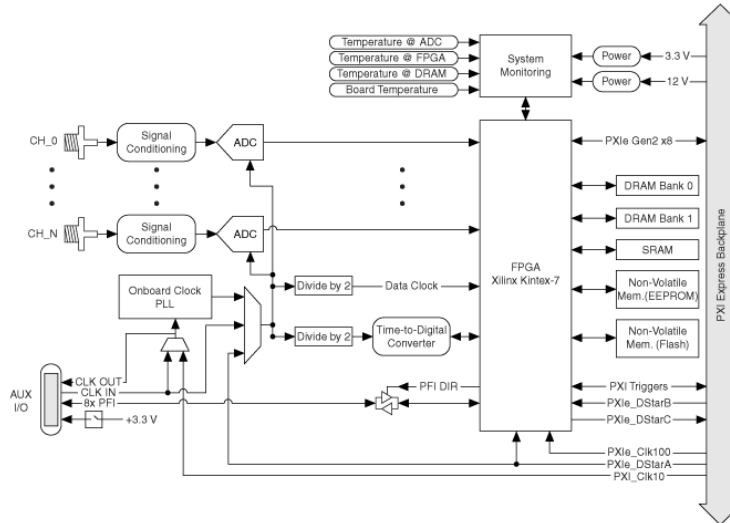 Temperature @ ADC
Temperature @ FPGA
Temperature @ DRAM
Board Temperature
System
Monitoring
Power
3.3 V
Power
12 V
CH_0
Signal
Conditioning
ADC
PXIe Gen2 x8
DRAM Bank 0
DRAM Bank 1
CH_N
Signal
Conditioning
ADC
SRAM
FPGA
Xilinx Kintex-7
Onboard Clock
PLL
Divide by 2
Data Clock
Non-Volatile
Mem.(EEPROM)
Divide by 2
Time-to-Digital
Converter
Non-Volatile
Mem. (Flash)
AUX
I/O
CLK OUT
CLK IN
8x PFI
+3.3 V
PFI DIR
PXI Triggers
PXIe_DStarB
PXIe_DStarC
PXIe_Clk100
PXIe_DStarA
PXI_Clk10
PXI Express Backplane